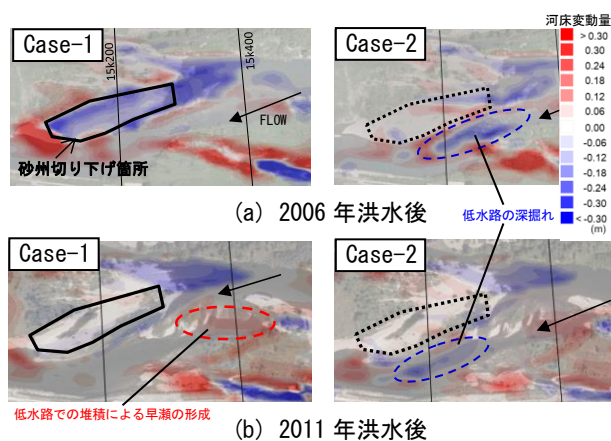 Case-1
15k200
15k400
FLOW
砂州切り下げ箇所
Case-2
河床変動量
> 0.30
0.30
0.24
0.18
0.12
0.06
0.00
-0.06
-0.12
-0.18
-0.24
-0.30
< -0.30
(m)
(a) 2006 年洪水後
低水路の深掘れ
Case-1
Case-2
低水路での堆積による早瀬の形成
(b) 2011 年洪水後